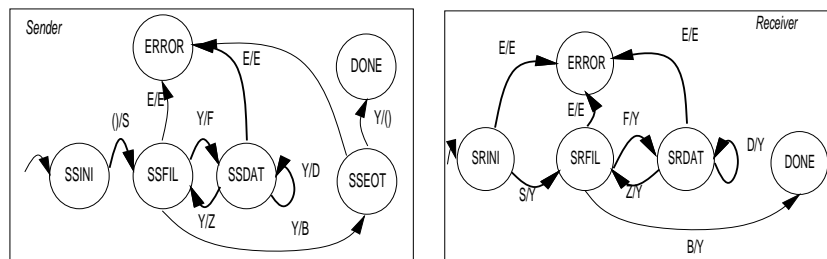 Sender
ERROR
E/E
DONE
E/E
()/S
Y/F
Y/()
SSINI
SSFIL
SSDAT
Y/D
SSEOT
Y/Z
Y/B
Receiver
E/E
E/E
ERROR
E/E
F/Y
SRINI
SRFIL
SRDAT
D/Y
DONE
S/Y
Z/Y
B/Y